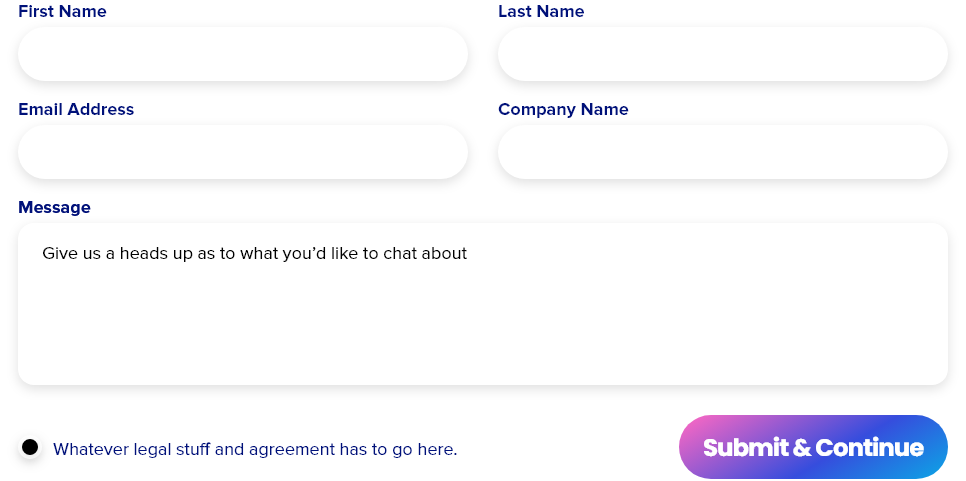 First Name
Last Name
Email Address
Company Name
Message
Give us a heads up as to what you’d like to chat about
Whatever legal stuff and agreement has to go here.
Submit & Continue